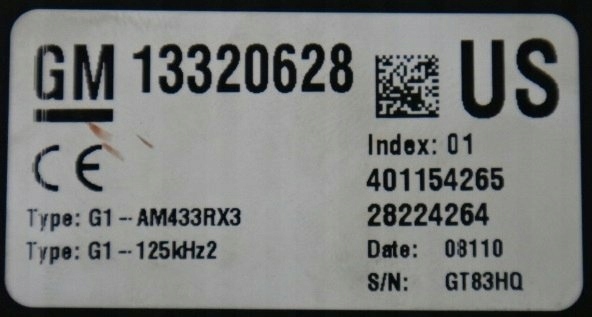 GM 13320628 US
CE
Type: G1 -- AM433RX3
Type: G1 -- 125kHz2
Index: 01
401154265
28224264
Date: 08110
S/N: GT83HQ